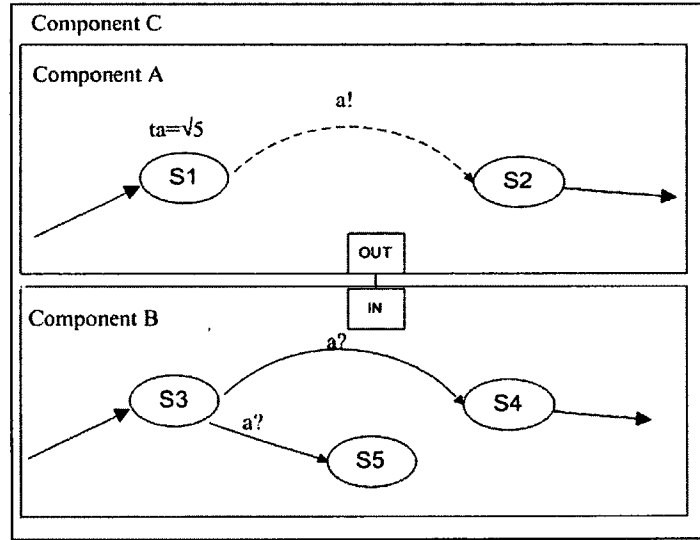 Component C
Component A
a!
ta=√5
S1
S2
OUT
IN
Component B
a?
S3
S4
a?
S5